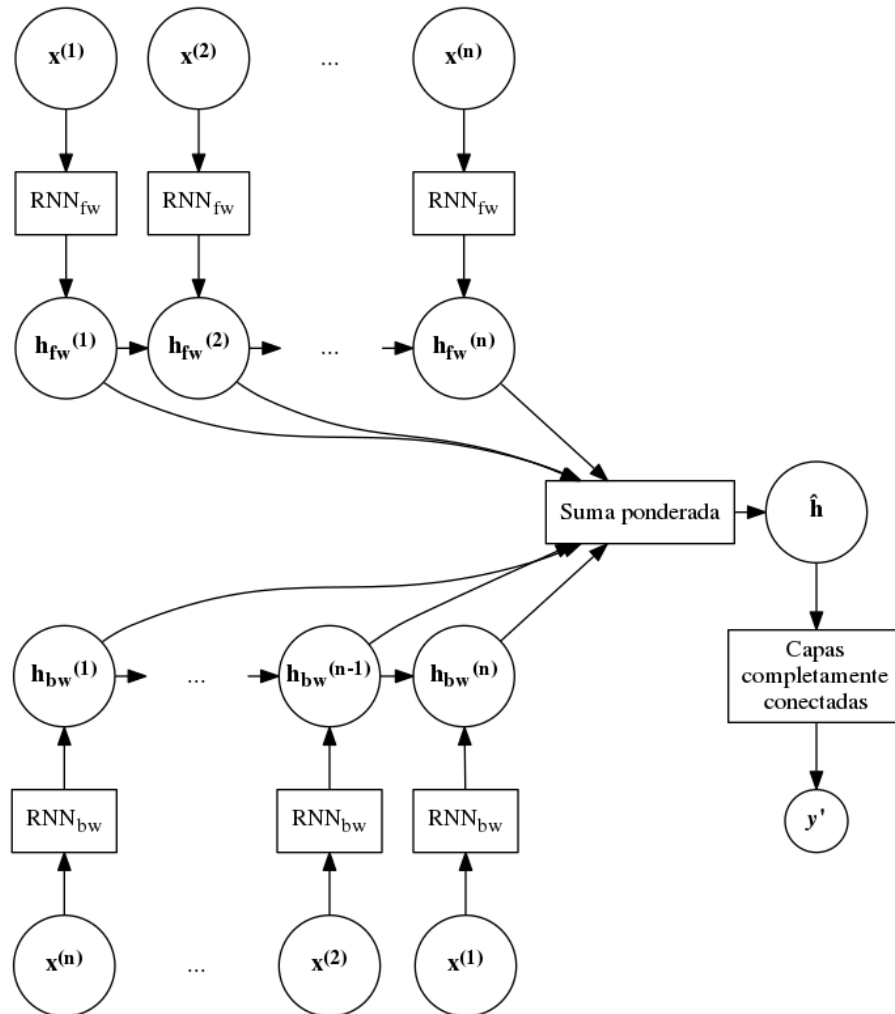 x(1) x(2) ... x(n)
RNNfw RNNfw RNNfw
hfw(1) hfw(2) ... hfw(n)
Suma ponderada ĥ
hbw(1) ... hbw(n-1) hbw(n)
Capas
completamente
conectadas
RNNbw RNNbw RNNbw
y'
x(n) ... x(2) x(1)